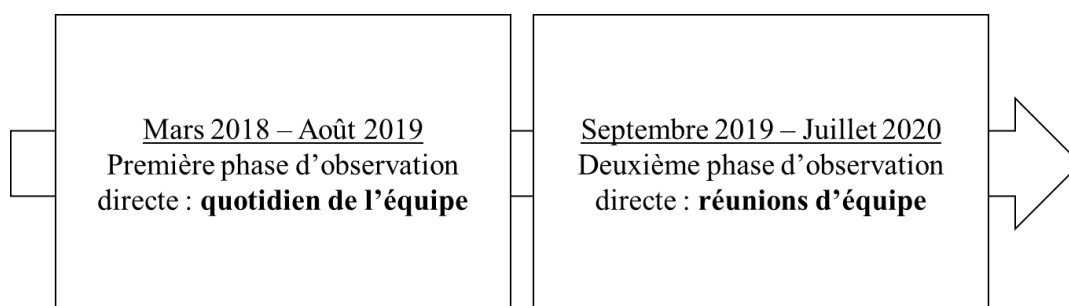 Mars 2018 – Août 2019
Première phase d’observation
directe : quotidien de l’équipe
Septembre 2019 – Juillet 2020
Deuxième phase d’observation
directe : réunions d’équipe